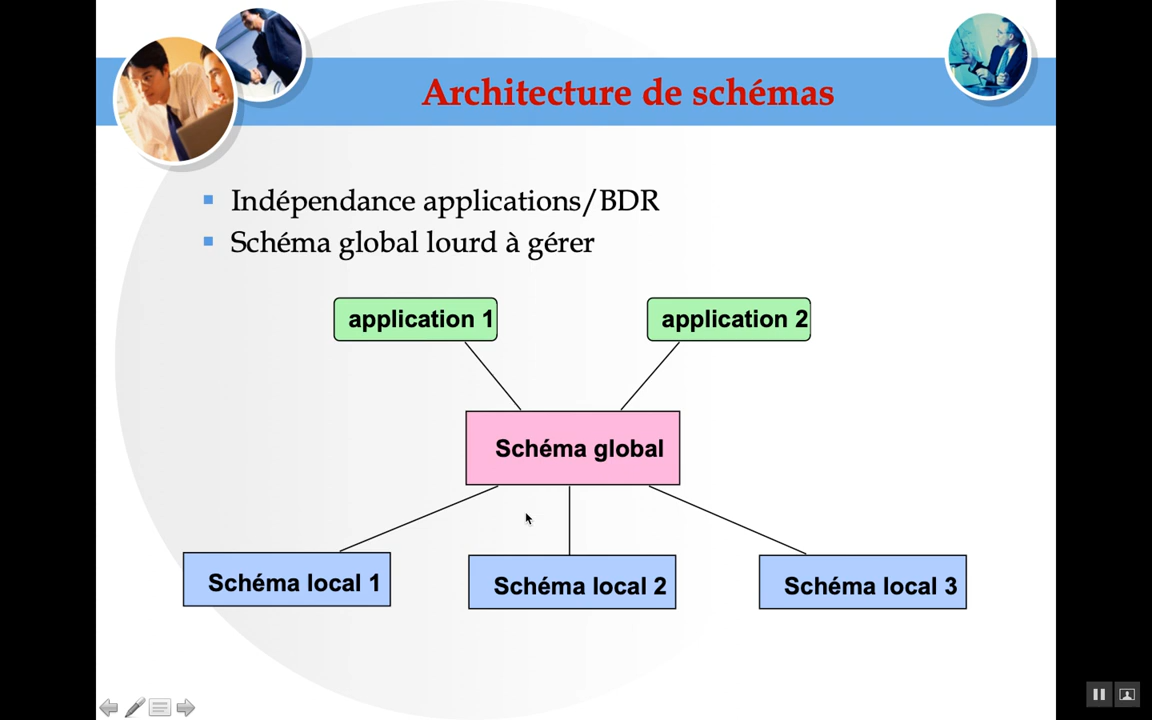 Architecture de schémas
Indépendance applications/BDR
Schéma global lourd à gérer
application 1
application 2
Schéma global
Schéma local 1
Schéma local 2
Schéma local 3